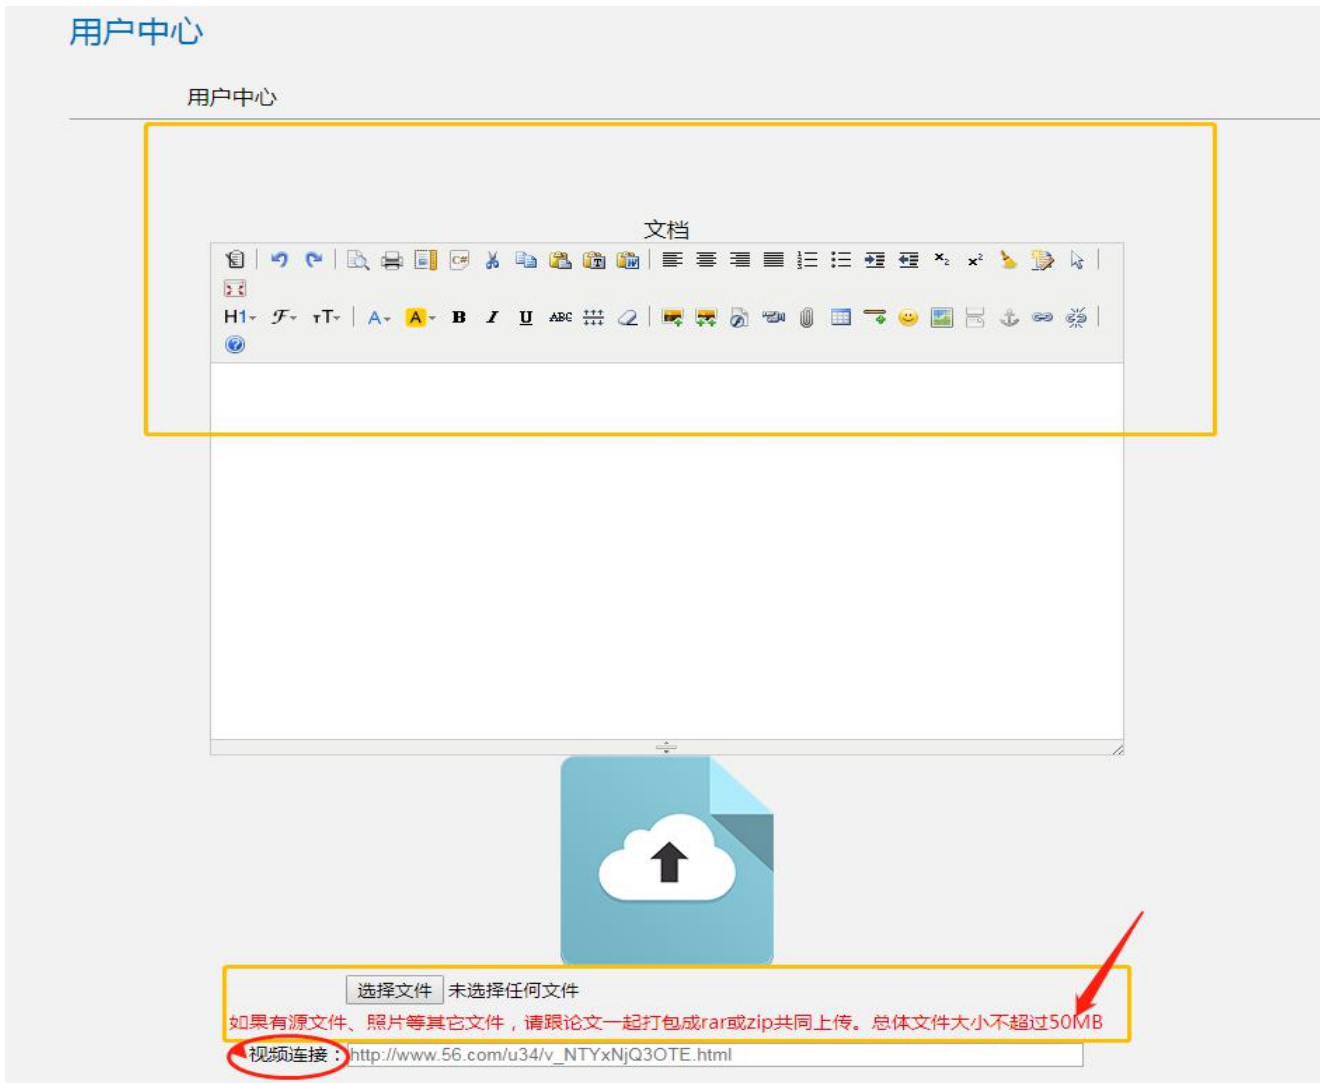 用户中心
用户中心
文档
H1 F TT A A B I U ABC
选择文件 未选择任何文件
如果有源文件、照片等其它文件，请跟论文一起打包成rar或zip共同上传。总体文件大小不超过50MB
视频连接：http://www.56.com/u34/v_NTYxNjQ3OTE.html